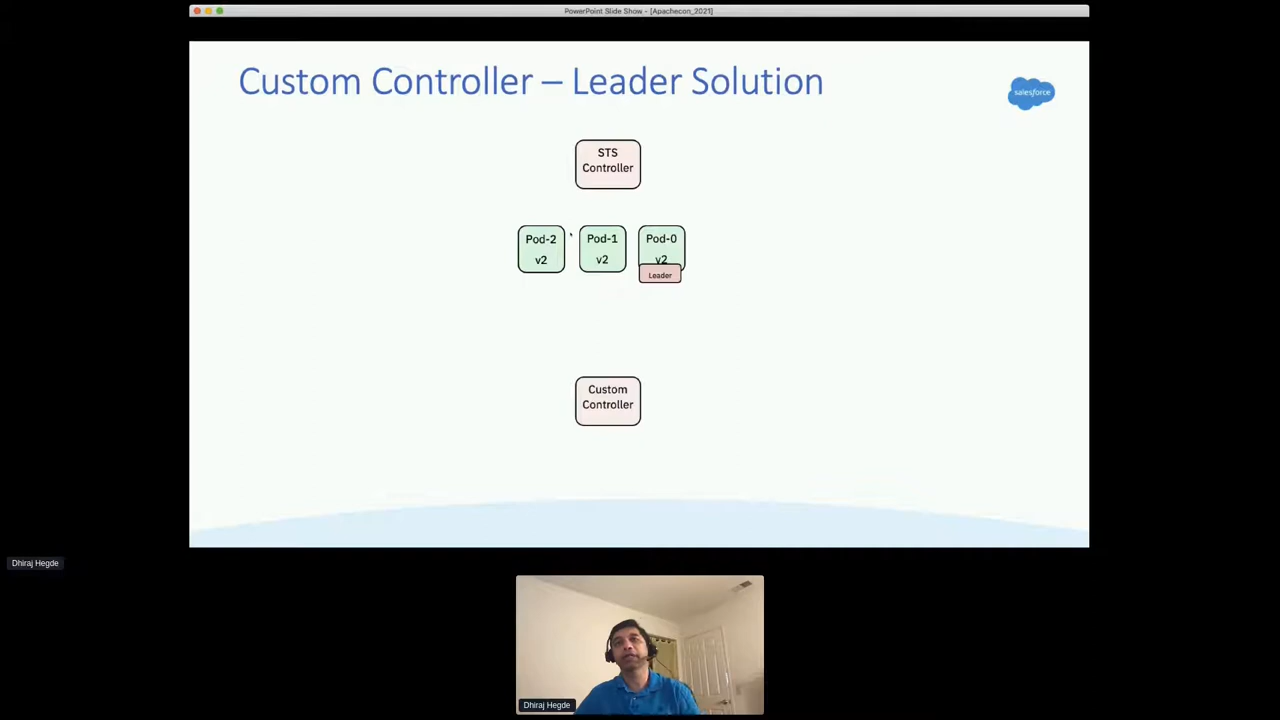 PowerPoint Slide Show - [Apachecon_2021]
Custom Controller – Leader Solution
salesforce
STS
Controller
Pod-2
v2
Pod-1
v2
Pod-0
v2
Leader
Custom
Controller
Dhiraj Hegde
Dhiraj Hegde